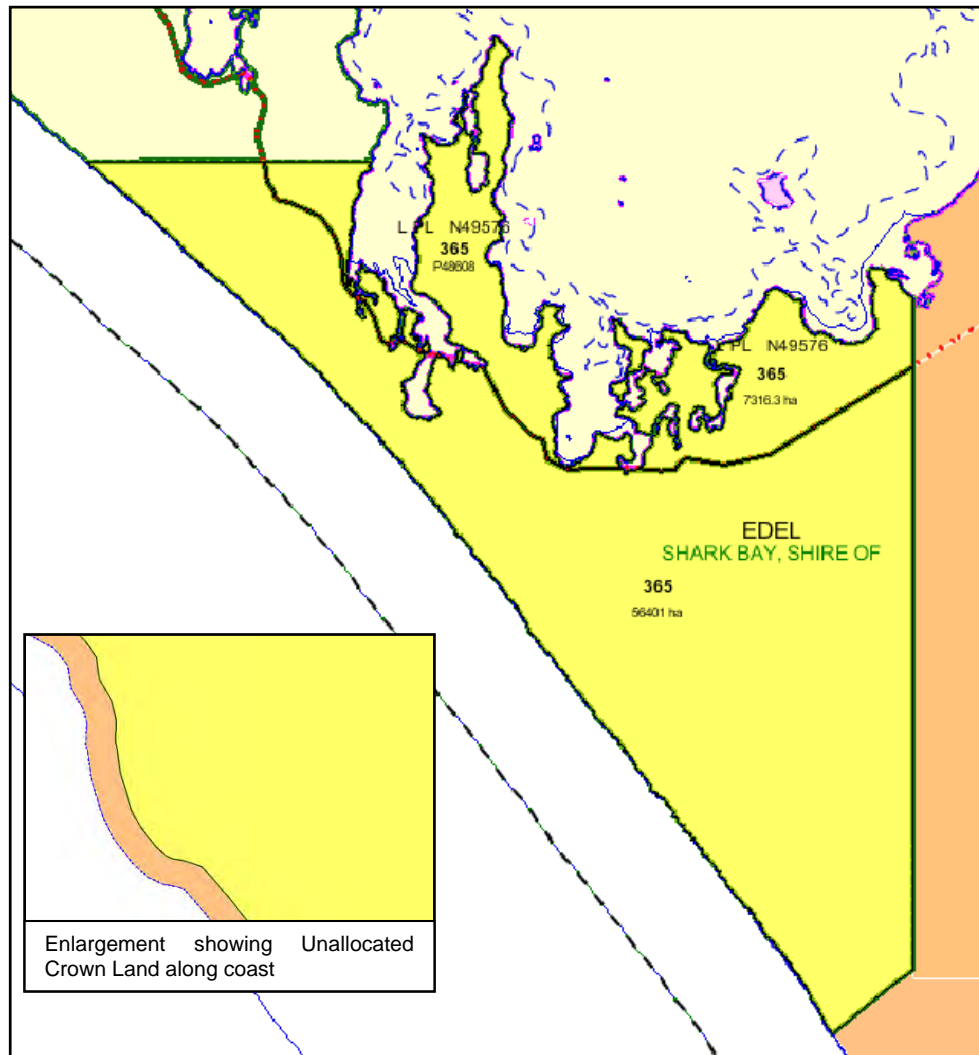 L PL N49576
365
P48608
PL N49576
365
7316.3 ha
EDEL
SHARK BAY, SHIRE OF
365
56401 ha
Enlargement showing Unallocated
Crown Land along coast